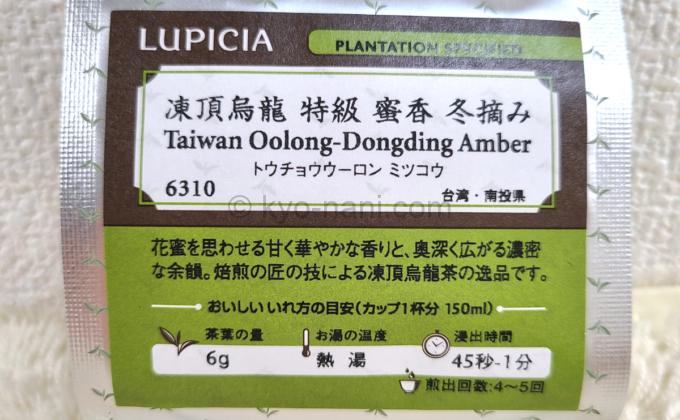 LUPICIA
PLANTATION SPECIFIED
凍頂烏龍 特級 蜜香 冬摘み
Taiwan Oolong-Dongding Amber
トウチョウウーロン ミツコウ
6310
台湾・南投県
© kyo-nani.com
花蜜を思わせる甘く華やかな香りと、奥深く広がる濃密
な余韻。焙煎の匠の技による凍頂烏龍茶の逸品です。
おいしいいれ方の目安(カップ1杯分 150ml)
茶葉の量 お湯の温度 浸出時間
6g 熱湯 45秒-1分
煎出回数:4〜5回